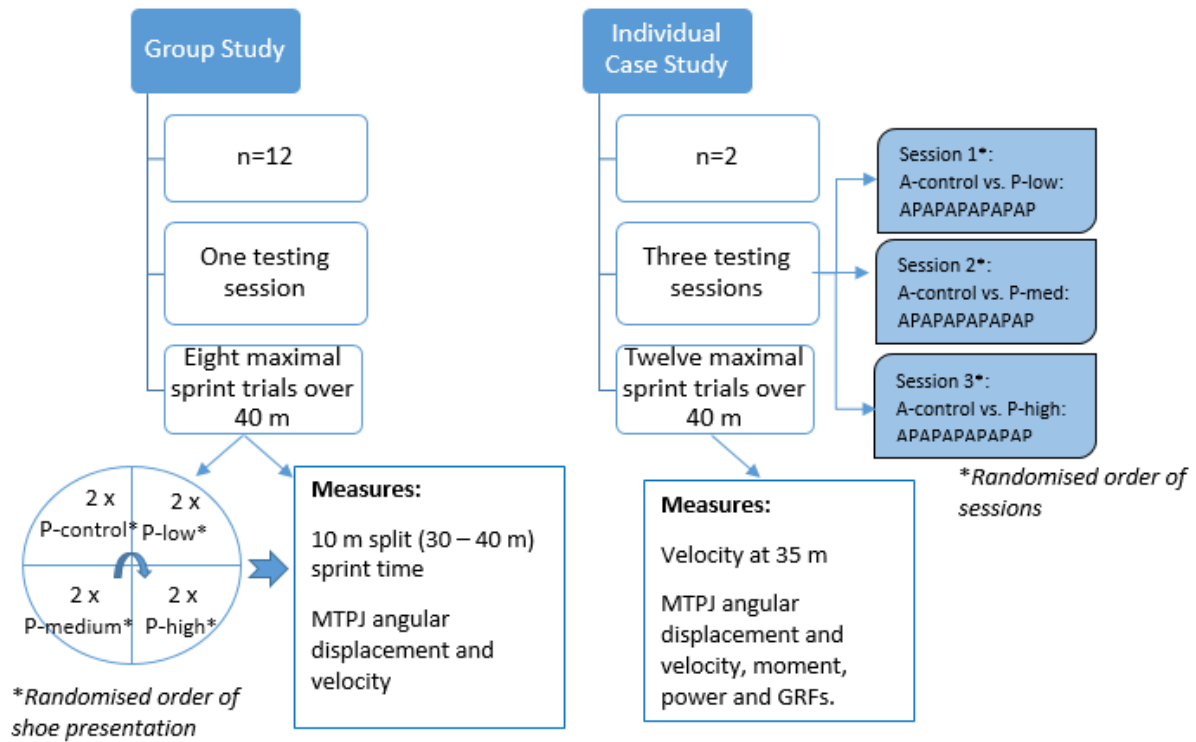 Group Study
n=12
One testing
session
Eight maximal
sprint trials over
40 m
2 x
P-control*
2 x
P-low*
2 x
P-medium*
2 x
P-high*
*Randomised order of
shoe presentation
Measures:
10 m split (30 – 40 m)
sprint time
MTPJ angular
displacement and
velocity
Individual
Case Study
n=2
Three testing
sessions
Twelve maximal
sprint trials over
40 m
Session 1*:
A-control vs. P-low:
APAPAPAPAPAP
Session 2*:
A-control vs. P-med:
APAPAPAPAPAP
Session 3*:
A-control vs. P-high:
APAPAPAPAPAP
*Randomised order of
sessions
Measures:
Velocity at 35 m
MTPJ angular
displacement and
velocity, moment,
power and GRFs.